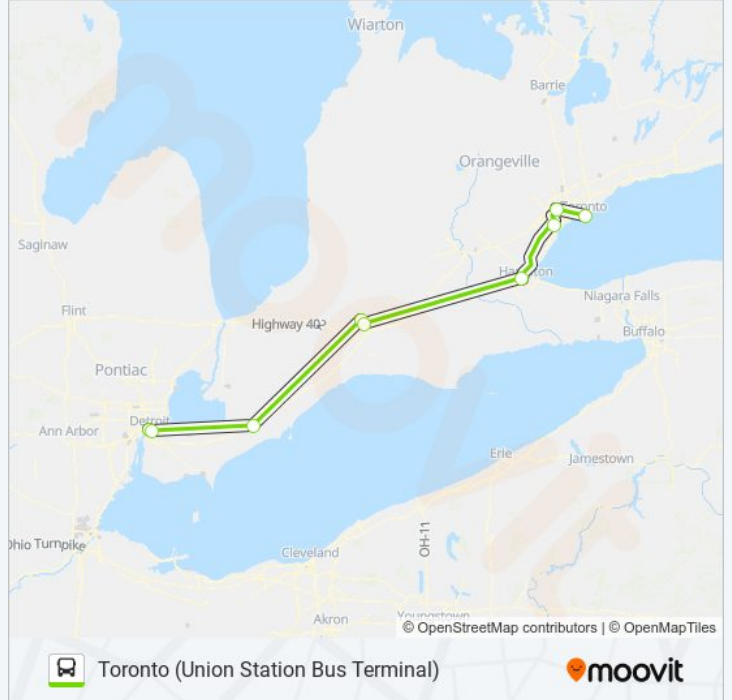 Wiarton
Barrie
Orangeville
Toronto
Saginaw
Hamilton
Niagara Falls
Flint
Highway 402
Buffalo
Pontiac
Detroit
Ann Arbor
Erie
Jamestown
OH-11
Ohio Turnpike
Cleveland
Akron
Youngstown
© OpenStreetMap contributors | © OpenMapTiles
Toronto (Union Station Bus Terminal)
moovit